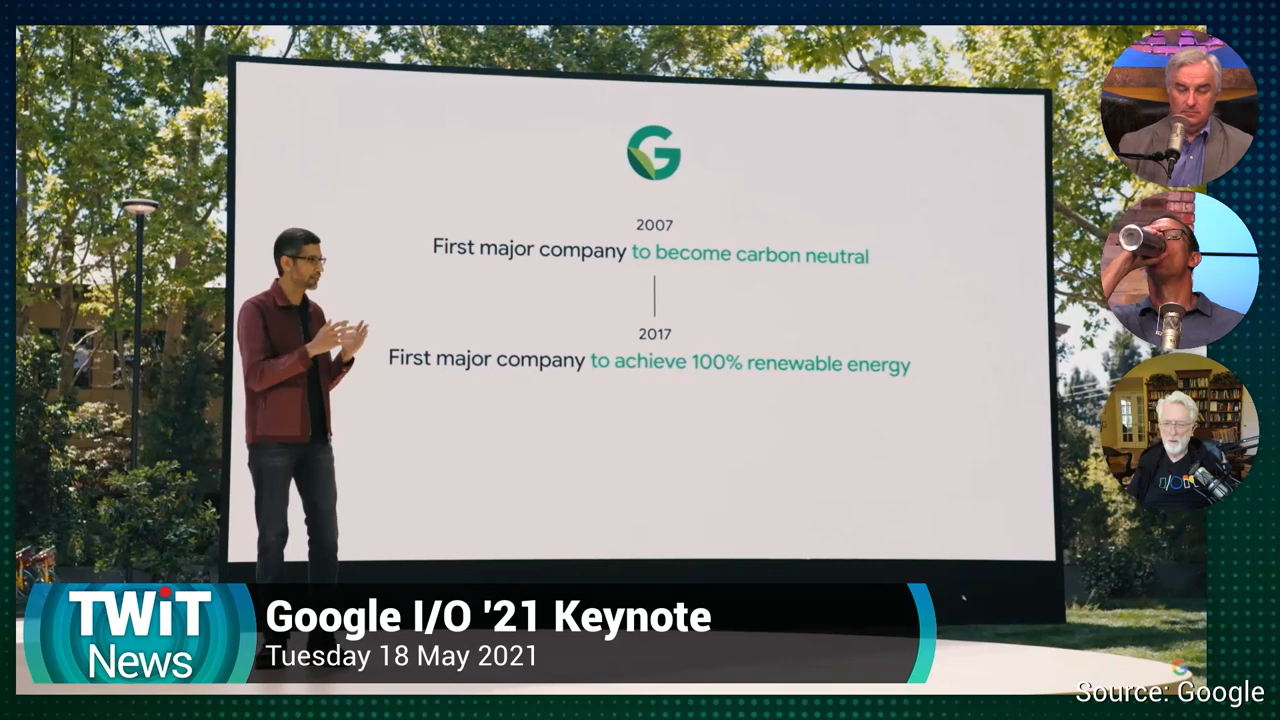 2007
First major company to become carbon neutral
2017
First major company to achieve 100% renewable energy
TWiT
News
Google I/O '21 Keynote
Tuesday 18 May 2021
Source: Google